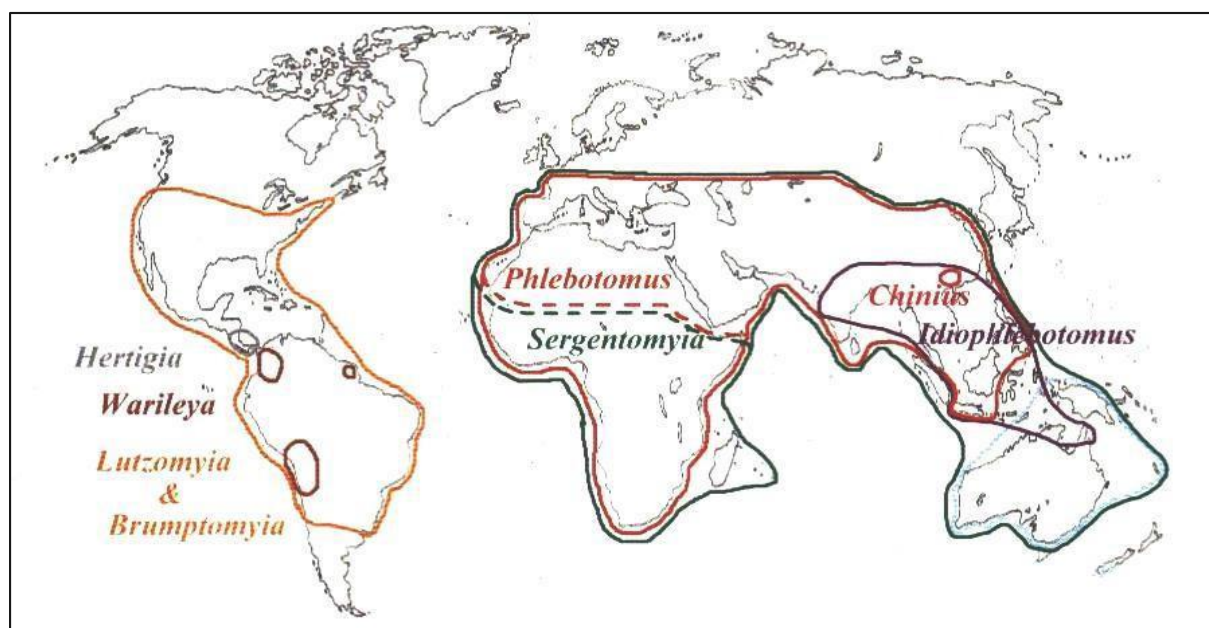 Phlebotomus
Sergentomyia
Chinius
Idiophlebotomus
Hertigia
Warileya
Lutzomyia
&
Brumptomyia